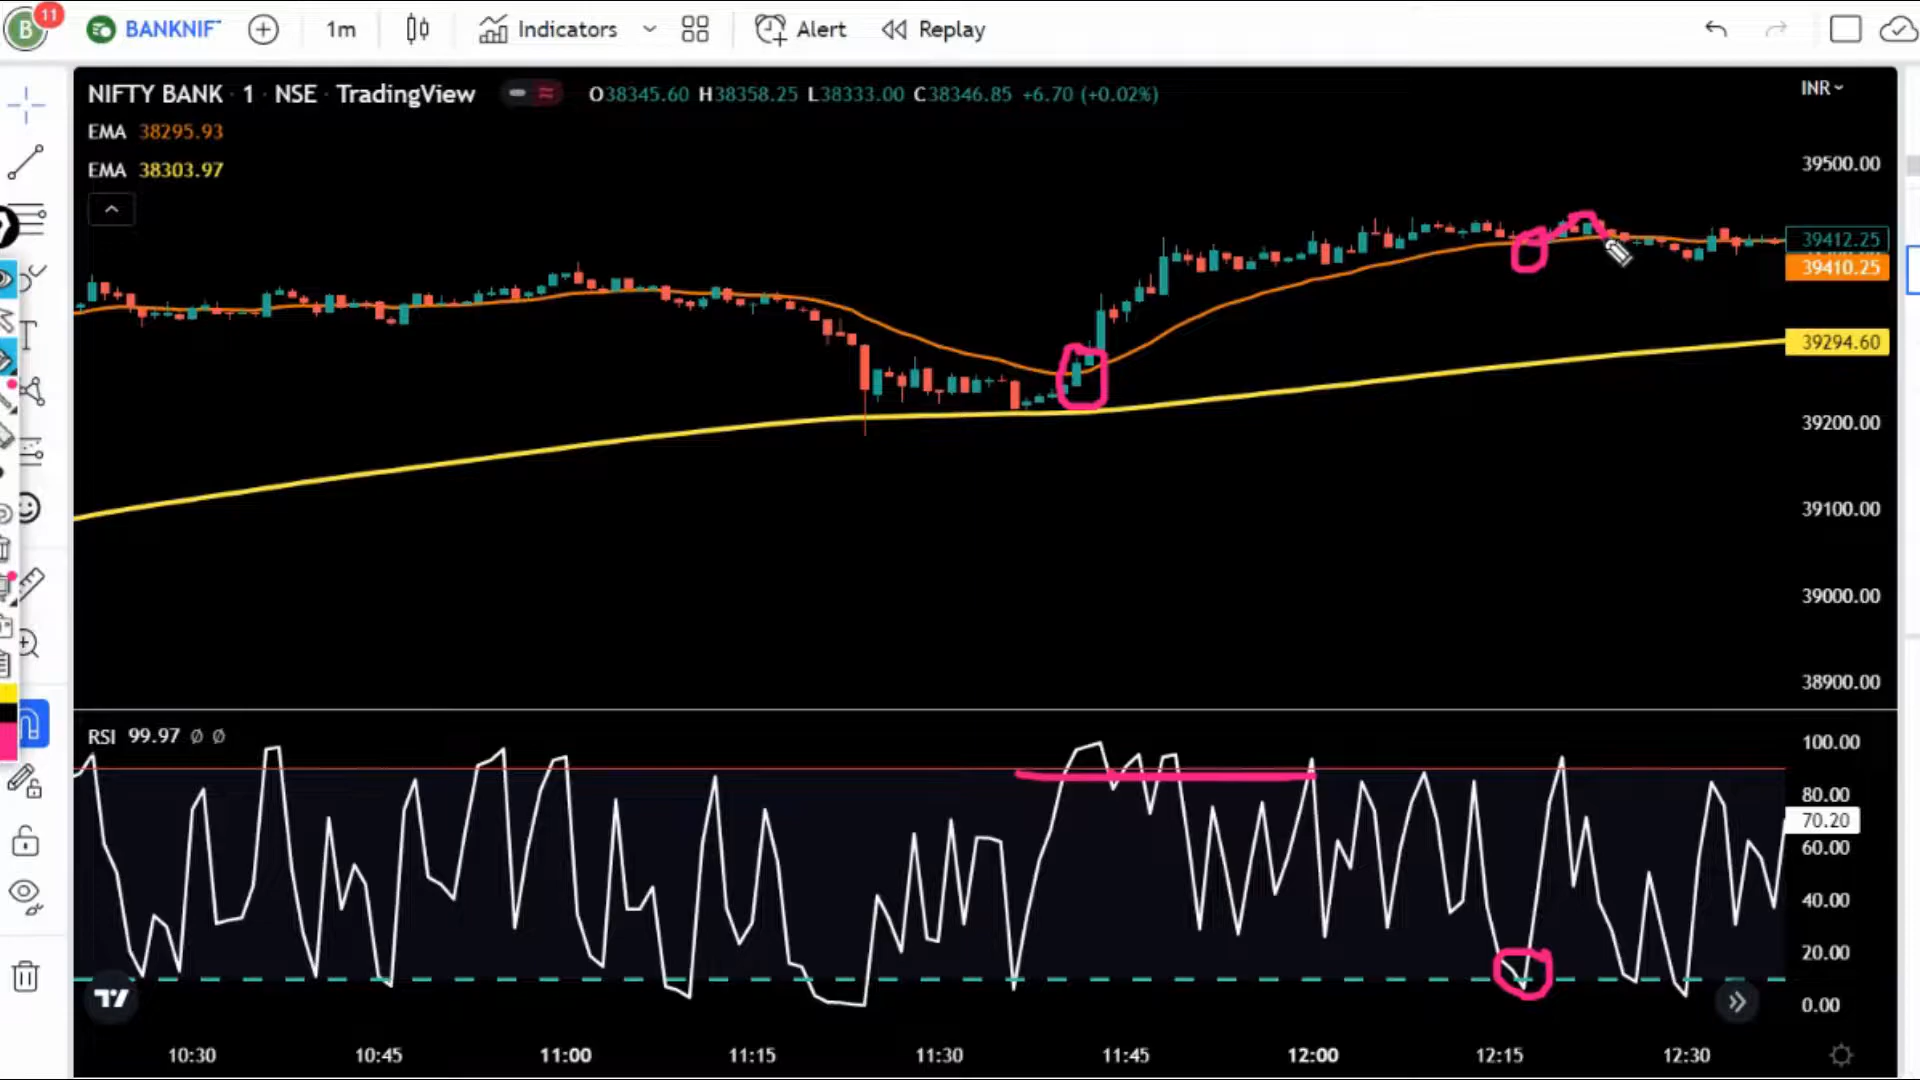 B 11 BANKNIF 1m Indicators Alert Replay
NIFTY BANK · 1 · NSE · TradingView O38345.60 H38358.25 L38333.00 C38346.85 +6.70 (+0.02%) INR
EMA 38295.93
EMA 38303.97
39500.00
39412.25
39410.25
39294.60
39200.00
39100.00
39000.00
38900.00
RSI 99.97 ∅ ∅
100.00
80.00
70.20
60.00
40.00
20.00
0.00
10:30 10:45 11:00 11:15 11:30 11:45 12:00 12:15 12:30